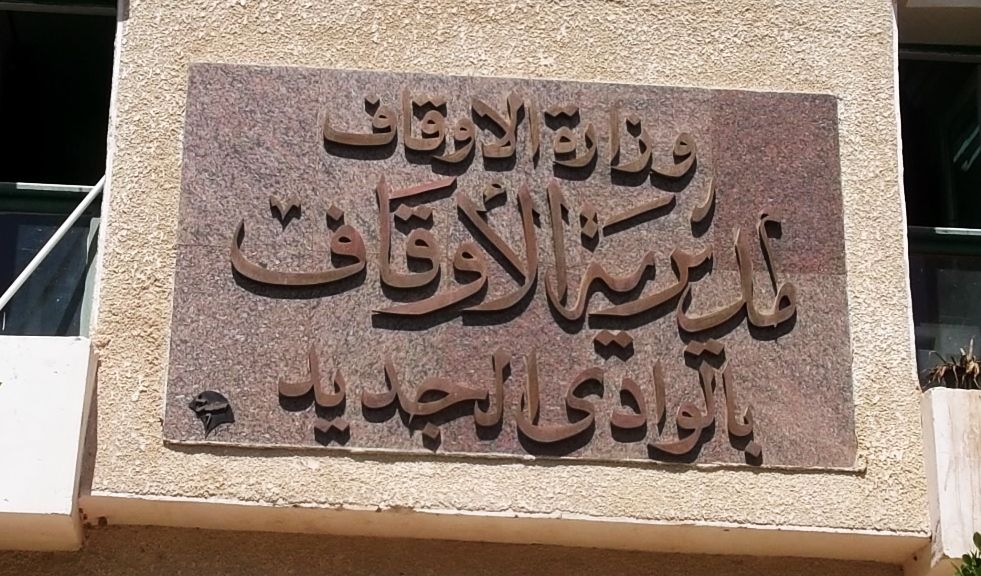 وزارة الاوقاف
مديرية الأوقاف
بالوادى الجديد